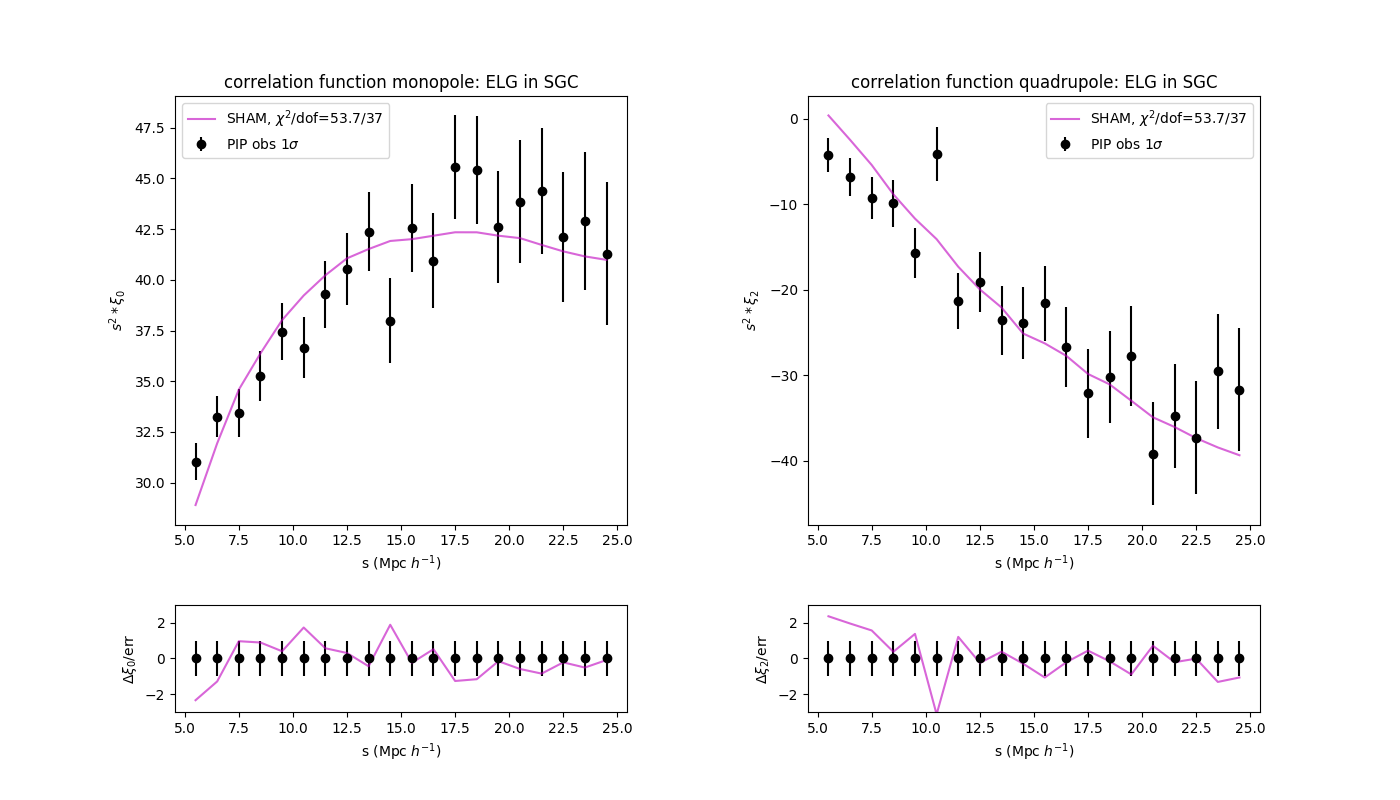 correlation function monopole: ELG in SGC
SHAM, χ²/dof=53.7/37
PIP obs 1σ
47.5
45.0
42.5
40.0
37.5
35.0
32.5
30.0
s² * ξ₀
5.0 7.5 10.0 12.5 15.0 17.5 20.0 22.5 25.0
s (Mpc h⁻¹)
2
0
−2
Δξ₀/err
5.0 7.5 10.0 12.5 15.0 17.5 20.0 22.5 25.0
s (Mpc h⁻¹)
correlation function quadrupole: ELG in SGC
SHAM, χ²/dof=53.7/37
PIP obs 1σ
0
−10
−20
−30
−40
s² * ξ₂
5.0 7.5 10.0 12.5 15.0 17.5 20.0 22.5 25.0
s (Mpc h⁻¹)
2
0
−2
Δξ₂/err
5.0 7.5 10.0 12.5 15.0 17.5 20.0 22.5 25.0
s (Mpc h⁻¹)